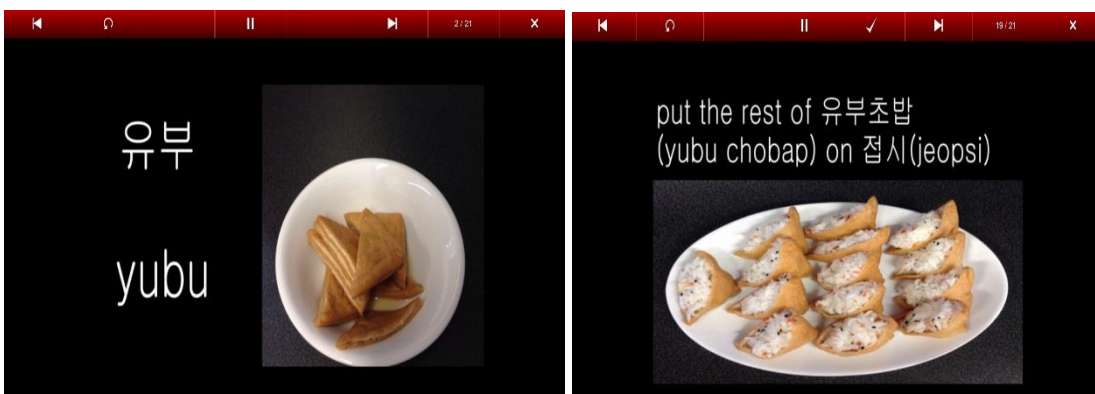 2 / 21
유부
yubu
19 / 21
put the rest of 유부초밥
(yubu chobap) on 접시(jeopsi)